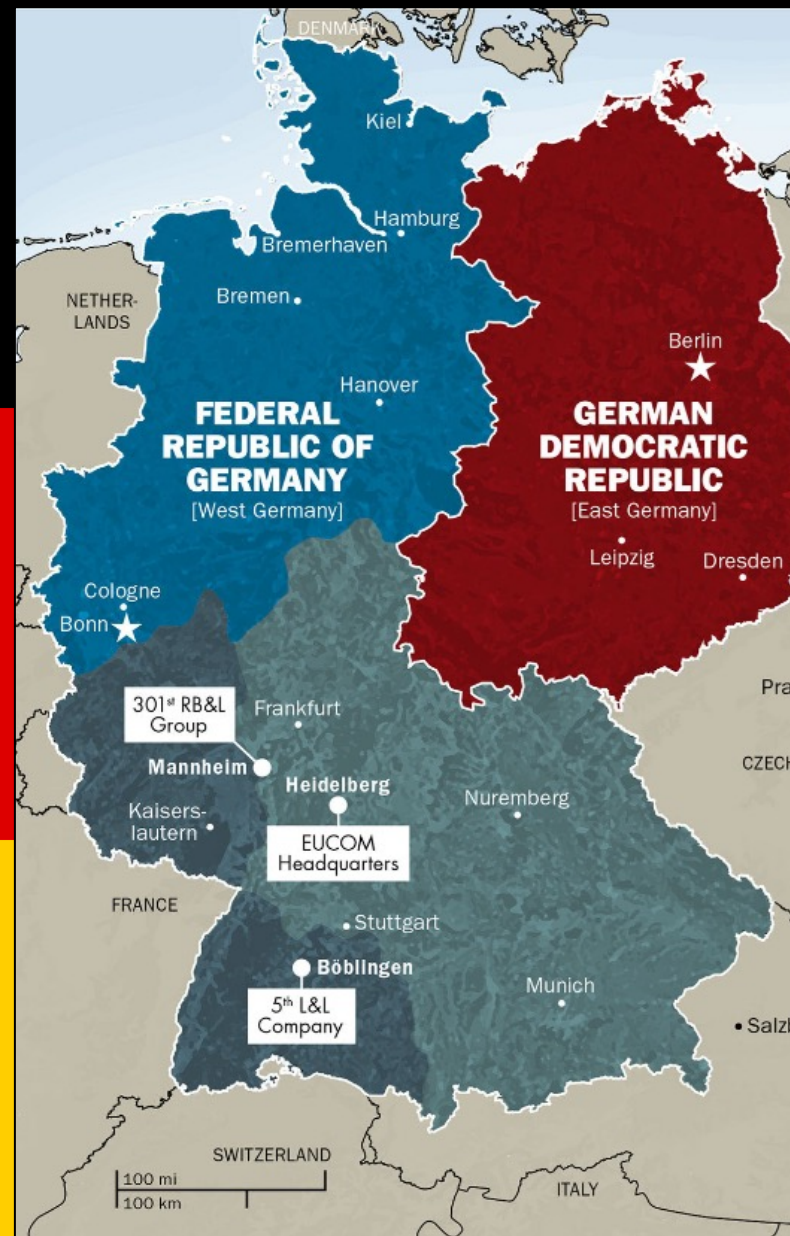 DENMARK
Kiel
Hamburg
Bremerhaven
NETHER-
LANDS
Bremen
Berlin
Hanover
FEDERAL
REPUBLIC OF
GERMANY
[West Germany]
GERMAN
DEMOCRATIC
REPUBLIC
[East Germany]
Leipzig
Dresden
Cologne
Bonn
301st RB&L
Group
Frankfurt
Pra
Mannheim
Heidelberg
CZECH
Kaisers-
lautern
Nuremberg
EUCOM
Headquarters
FRANCE
Stuttgart
Böblingen
Munich
5th L&L
Company
Salz
SWITZERLAND
100 mi
100 km
ITALY